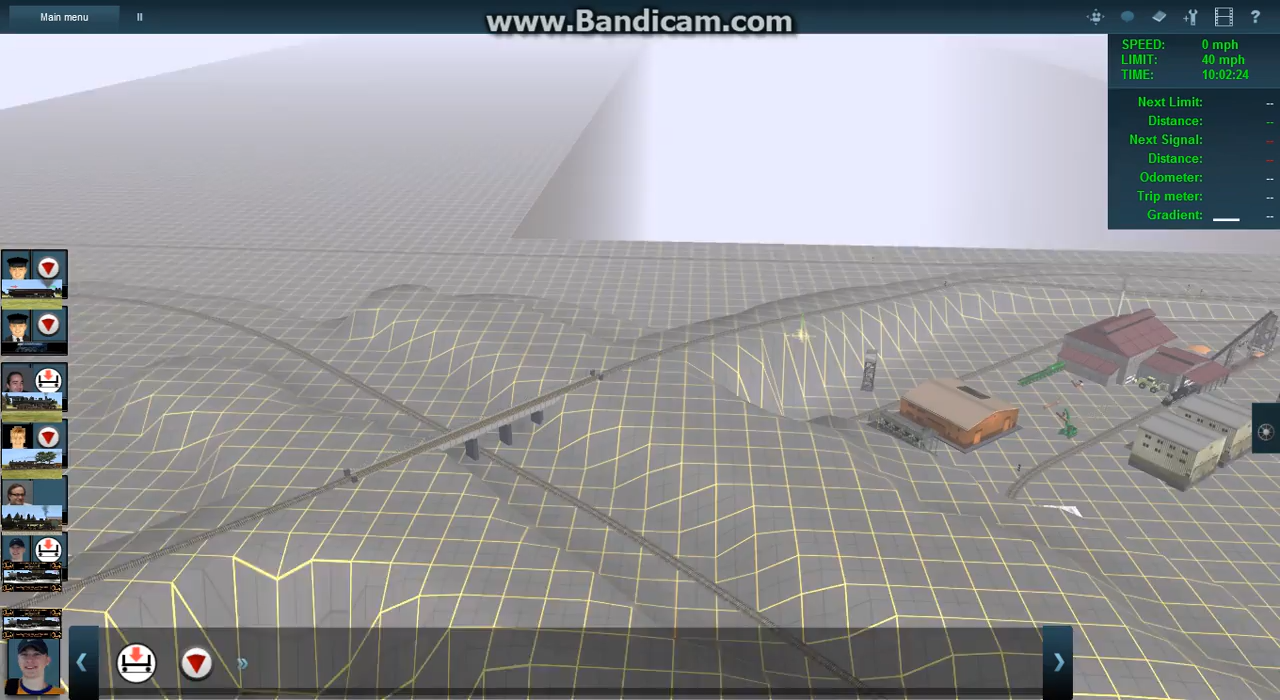 Main menu
www.Bandicam.com
?
SPEED: 0 mph
LIMIT: 40 mph
TIME: 10:02:24
Next Limit: --
Distance: --
Next Signal: --
Distance: --
Odometer: --
Trip meter: --
Gradient: --